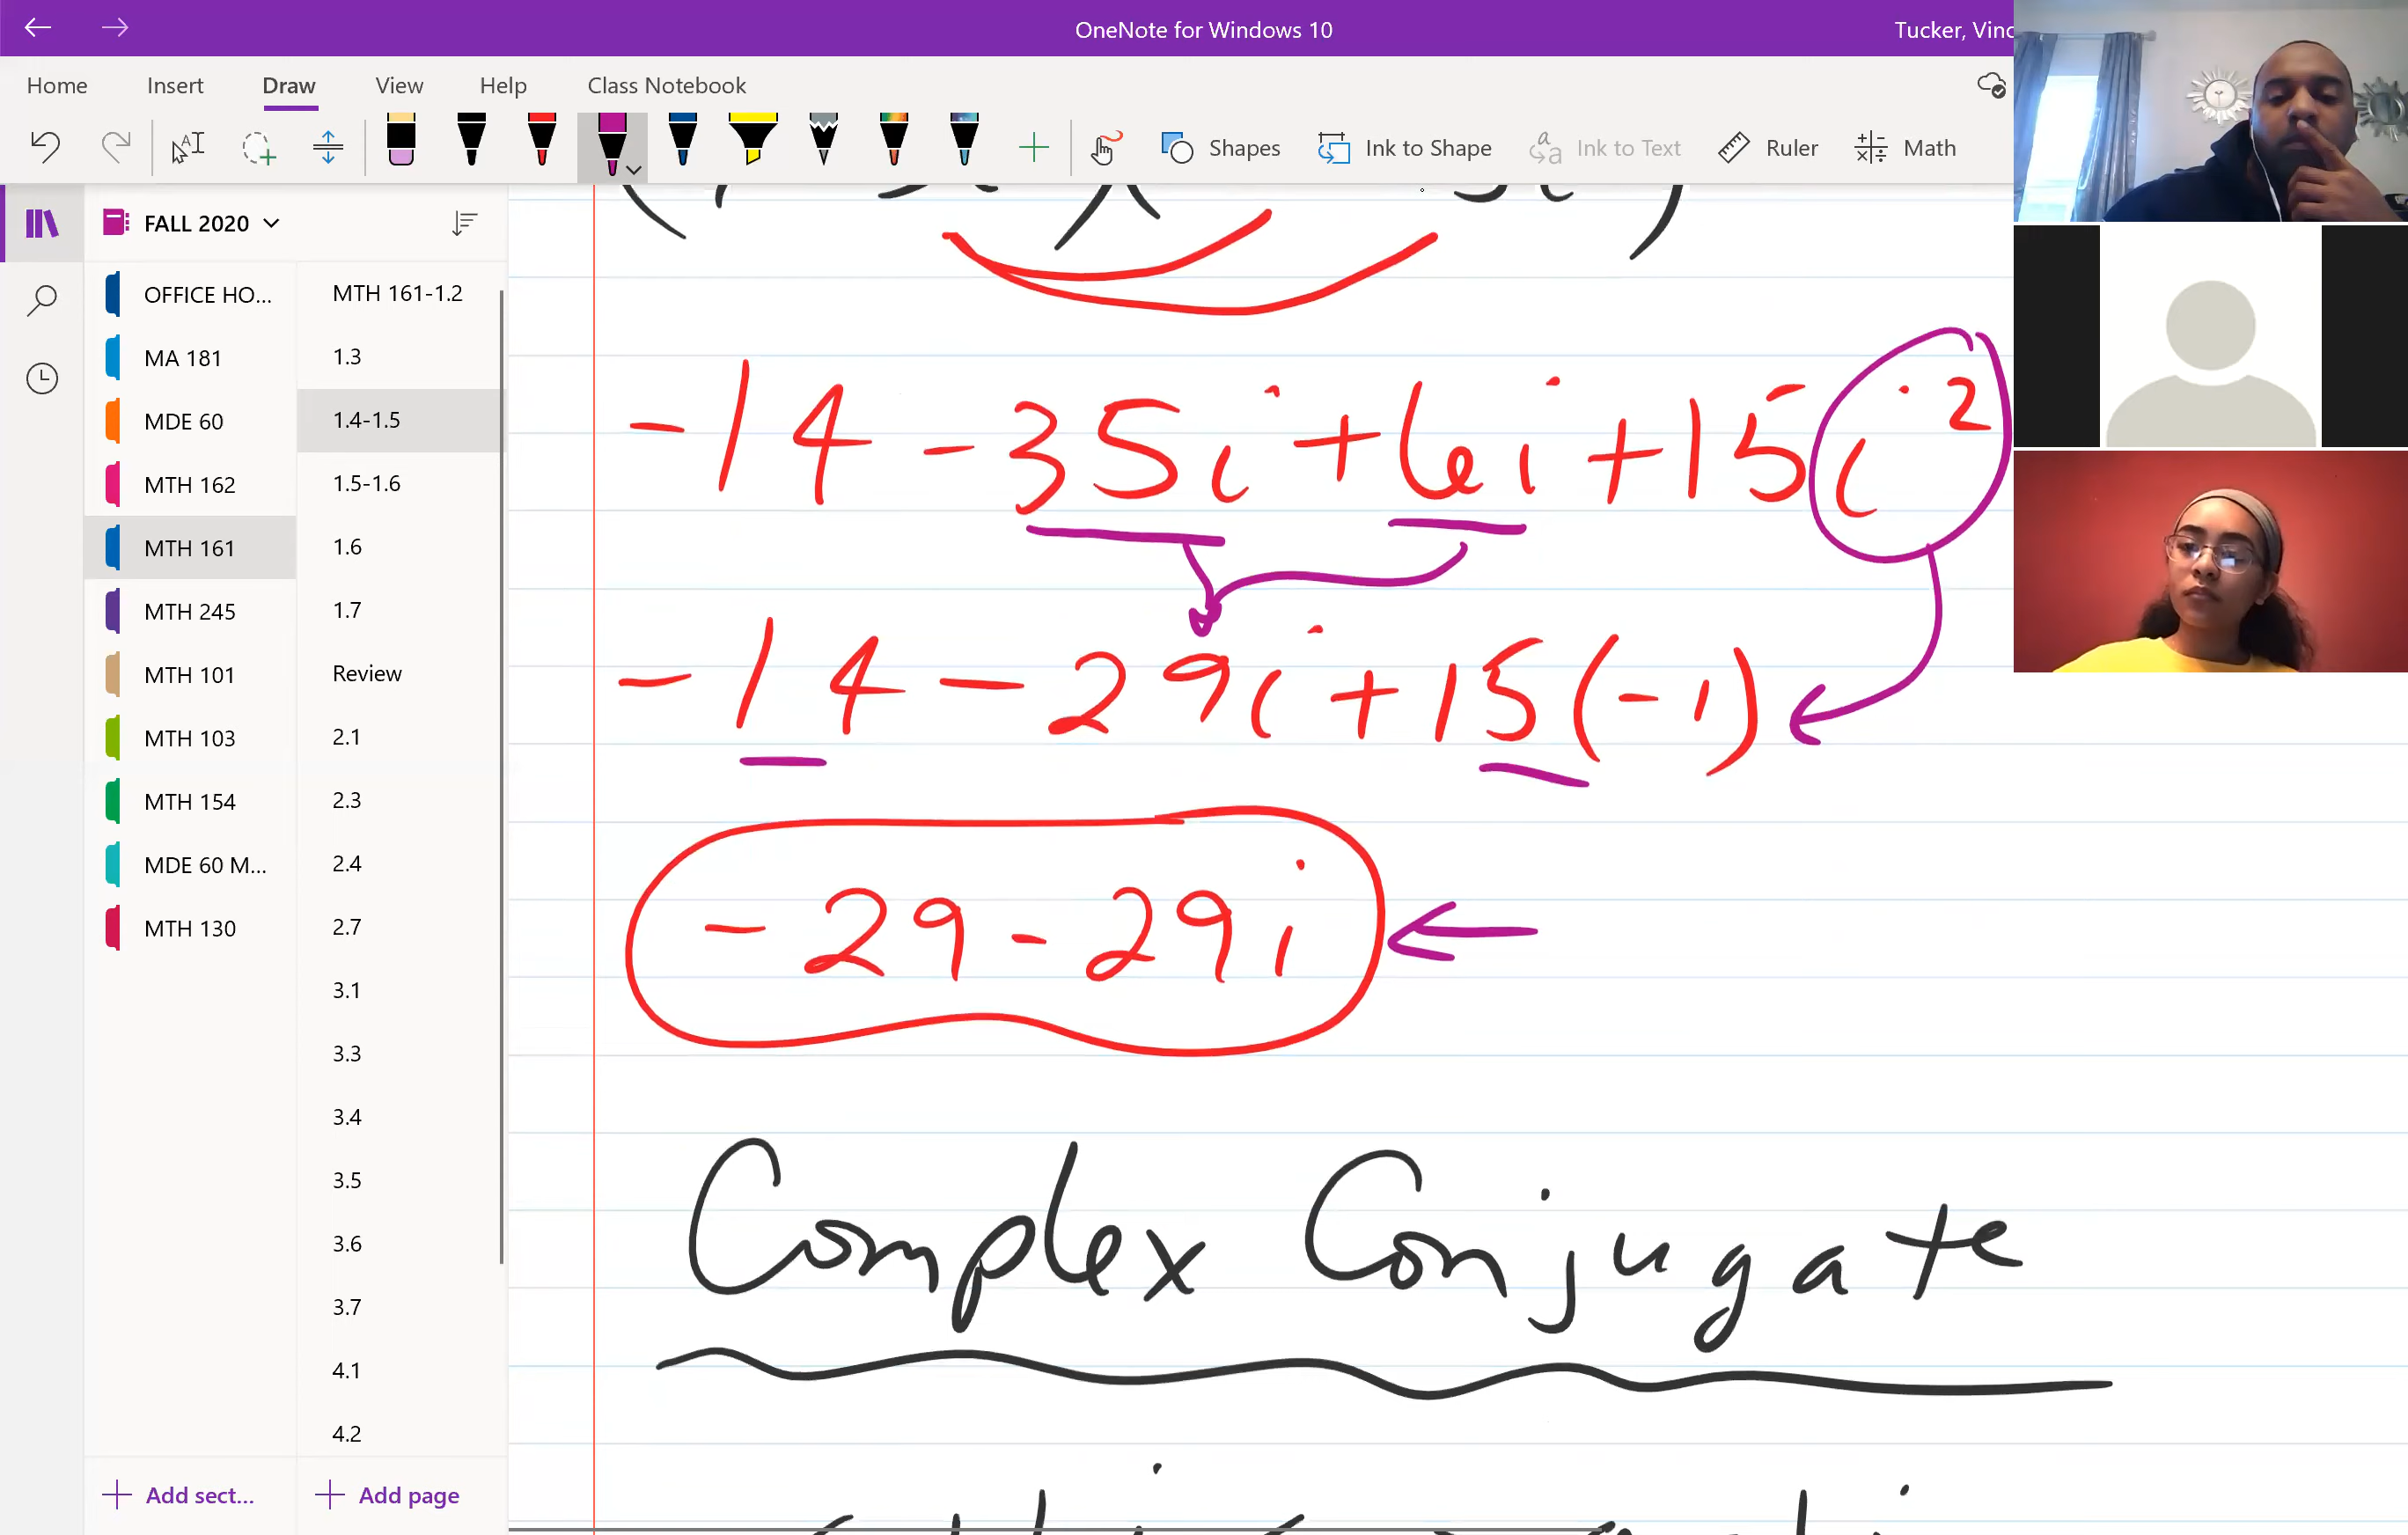 OneNote for Windows 10
Tucker, Vinc
Home Insert Draw View Help Class Notebook
Shapes Ink to Shape Ink to Text Ruler Math
FALL 2020
OFFICE HO...
MA 181
MDE 60
MTH 162
MTH 161
MTH 245
MTH 101
MTH 103
MTH 154
MDE 60 M...
MTH 130
Add sect...
MTH 161-1.2
1.3
1.4-1.5
1.5-1.6
1.6
1.7
Review
2.1
2.3
2.4
2.7
3.1
3.3
3.4
3.5
3.6
3.7
4.1
4.2
Add page
-14 - 35i + 6i + 15i²
-14 - 29i + 15(-1)
-29 - 29i
Complex Conjugate